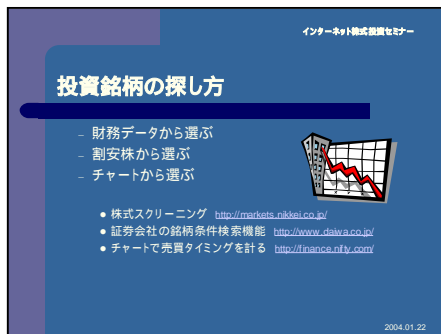 インターネット株式投資セミナー
投資銘柄の探し方
– 財務データから選ぶ
– 割安株から選ぶ
– チャートから選ぶ
● 株式スクリーニング http://markets.nikkei.co.jp/
● 証券会社の銘柄条件検索機能 http://www.daiwa.co.jp/
● チャートで売買タイミングを計る http://finance.nifty.com/
2004.01.22